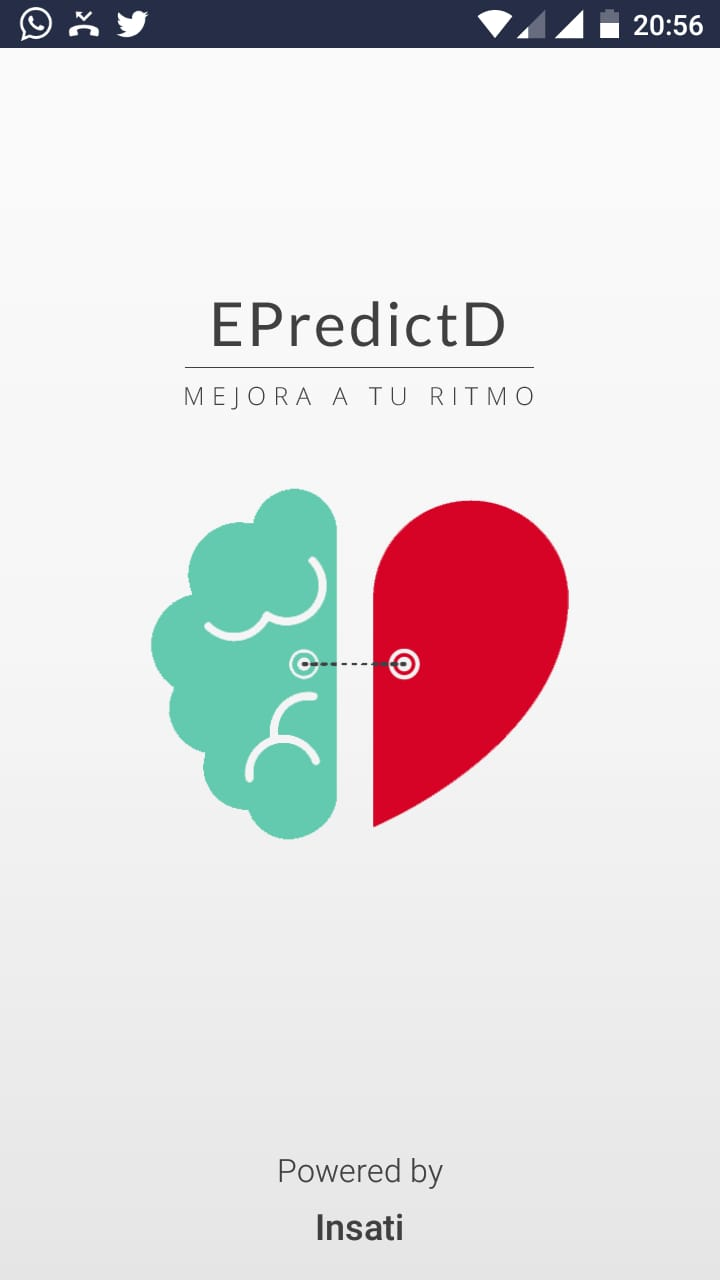 20:56
EPredictD
MEJORA A TU RITMO
Powered by
Insati